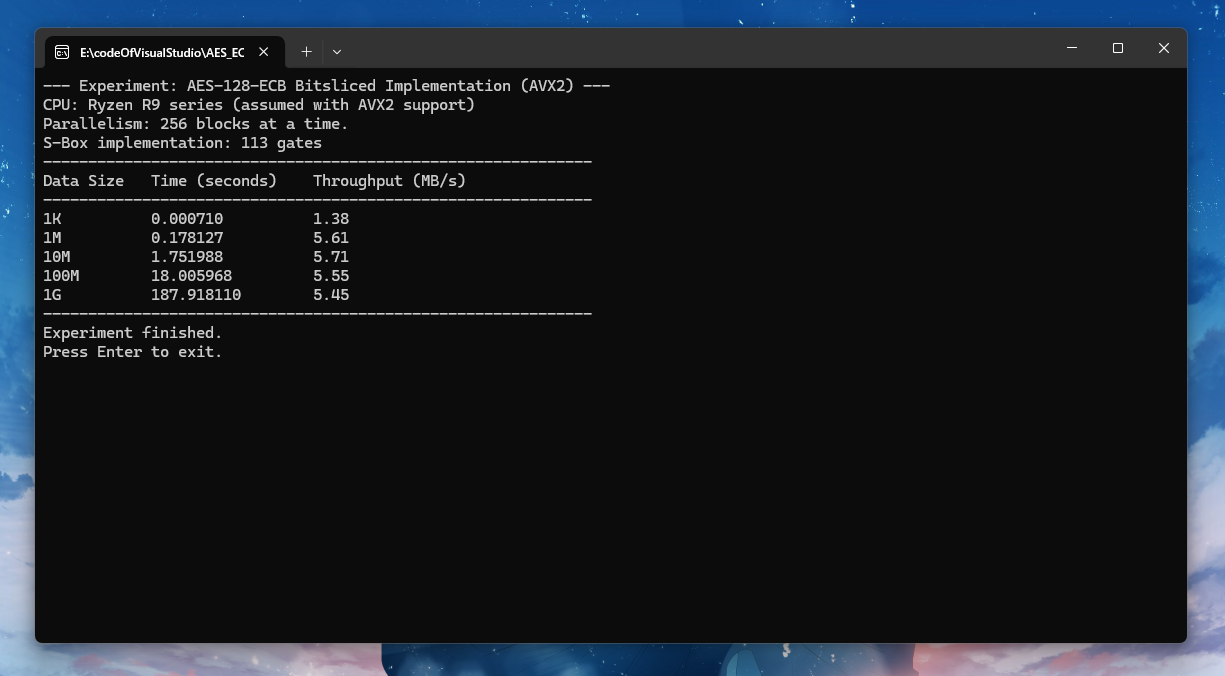 E:\codeOfVisualStudio\AES_EC
--- Experiment: AES-128-ECB Bitsliced Implementation (AVX2) ---
CPU: Ryzen R9 series (assumed with AVX2 support)
Parallelism: 256 blocks at a time.
S-Box implementation: 113 gates
-------------------------------------------------------------
Data Size   Time (seconds)    Throughput (MB/s)
-------------------------------------------------------------
1K          0.000710          1.38
1M          0.178127          5.61
10M         1.751988          5.71
100M        18.005968         5.55
1G          187.918110        5.45
-------------------------------------------------------------
Experiment finished.
Press Enter to exit.